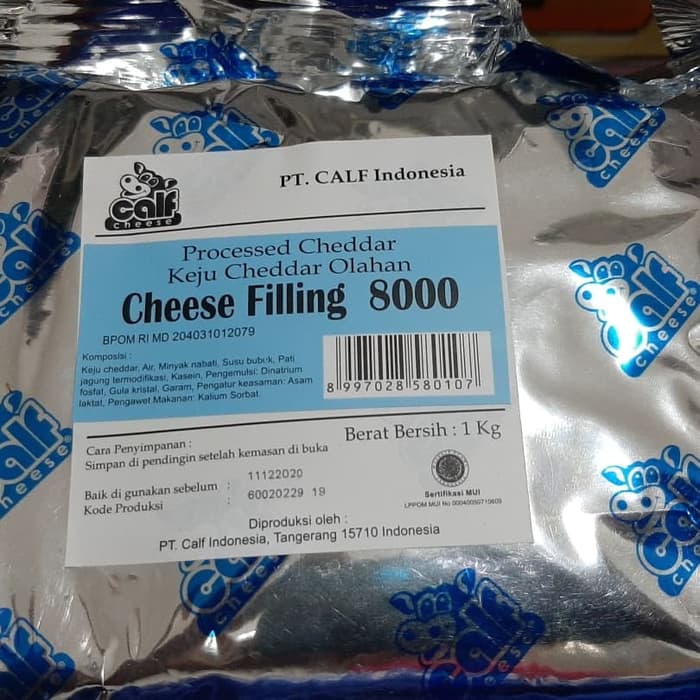 calf
cheese
PT. CALF Indonesia
Processed Cheddar
Keju Cheddar Olahan
Cheese Filling 8000
BPOM RI MD 204031012079
Komposisi :
Keju cheddar, Air, Minyak nabati, Susu bubuk, Pati
jagung termodifikasi, Kasein, Pengemulsi: Dinatrium
fosfat, Gula kristal, Garam, Pengatur keasaman: Asam
laktat, Pengawet Makanan: Kalium Sorbat.
8 997028 580107
Berat Bersih : 1 Kg
Cara Penyimpanan :
Simpan di pendingin setelah kemasan di buka
Baik di gunakan sebelum : 11122020
Kode Produksi : 60020229 19
Sertifikasi MUI
LPPOM MUI No 00040050710609
Diproduksi oleh :
PT. Calf Indonesia, Tangerang 15710 Indonesia